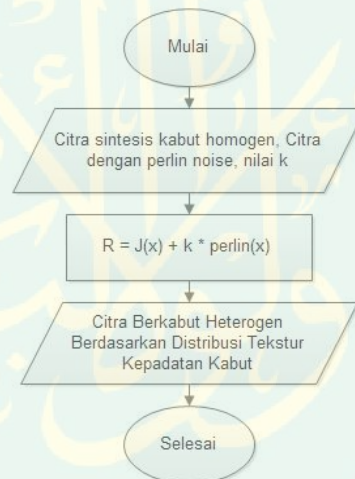 Mulai
Citra sintesis kabut homogen, Citra
dengan perlin noise, nilai k
R = J(x) + k * perlin(x)
Citra Berkabut Heterogen
Berdasarkan Distribusi Tekstur
Kepadatan Kabut
Selesai